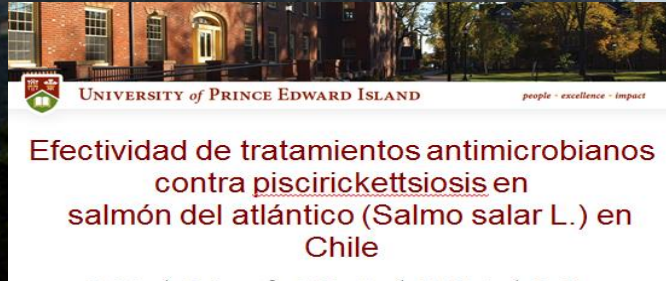 UNIVERSITY of PRINCE EDWARD ISLAND
people - excellence - impact
Efectividad de tratamientos antimicrobianos
contra piscirickettsiosis en
salmón del atlántico (Salmo salar L.) en
Chile